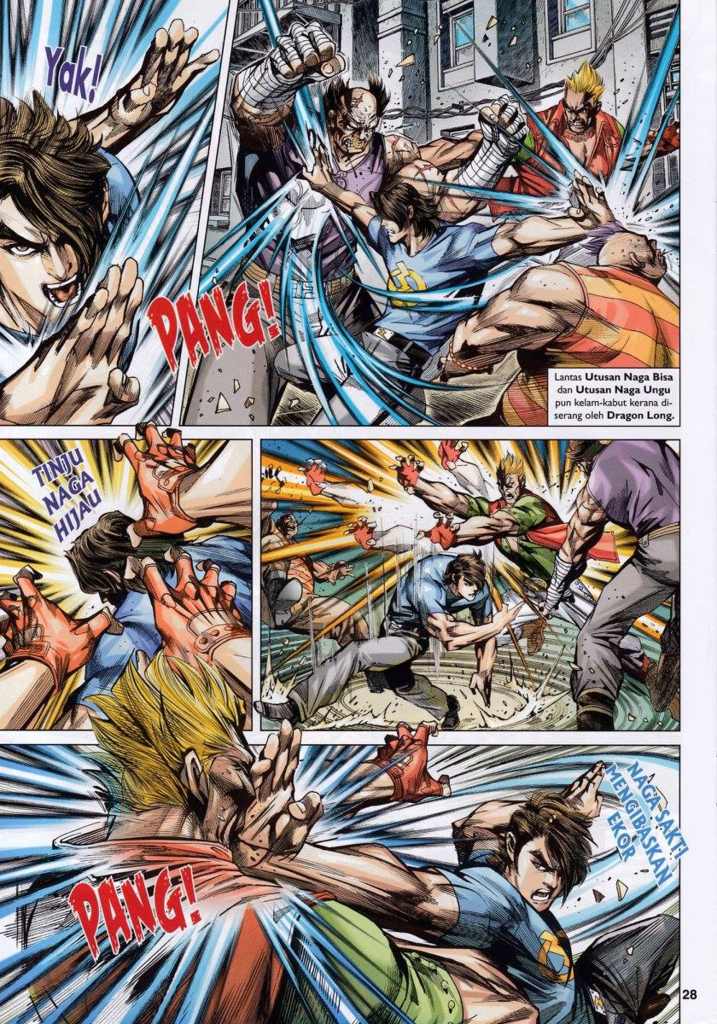 Yak!
PANG!
Lantas Utusan Naga Bisa
dan Utusan Naga Ungu
pun kelam-kabut kerana di-
serang oleh Dragon Long.
TINJU
NAGA
HIJAU
NAGA SAKTI
MENGIBASKAN
EKOR
PANG!
28